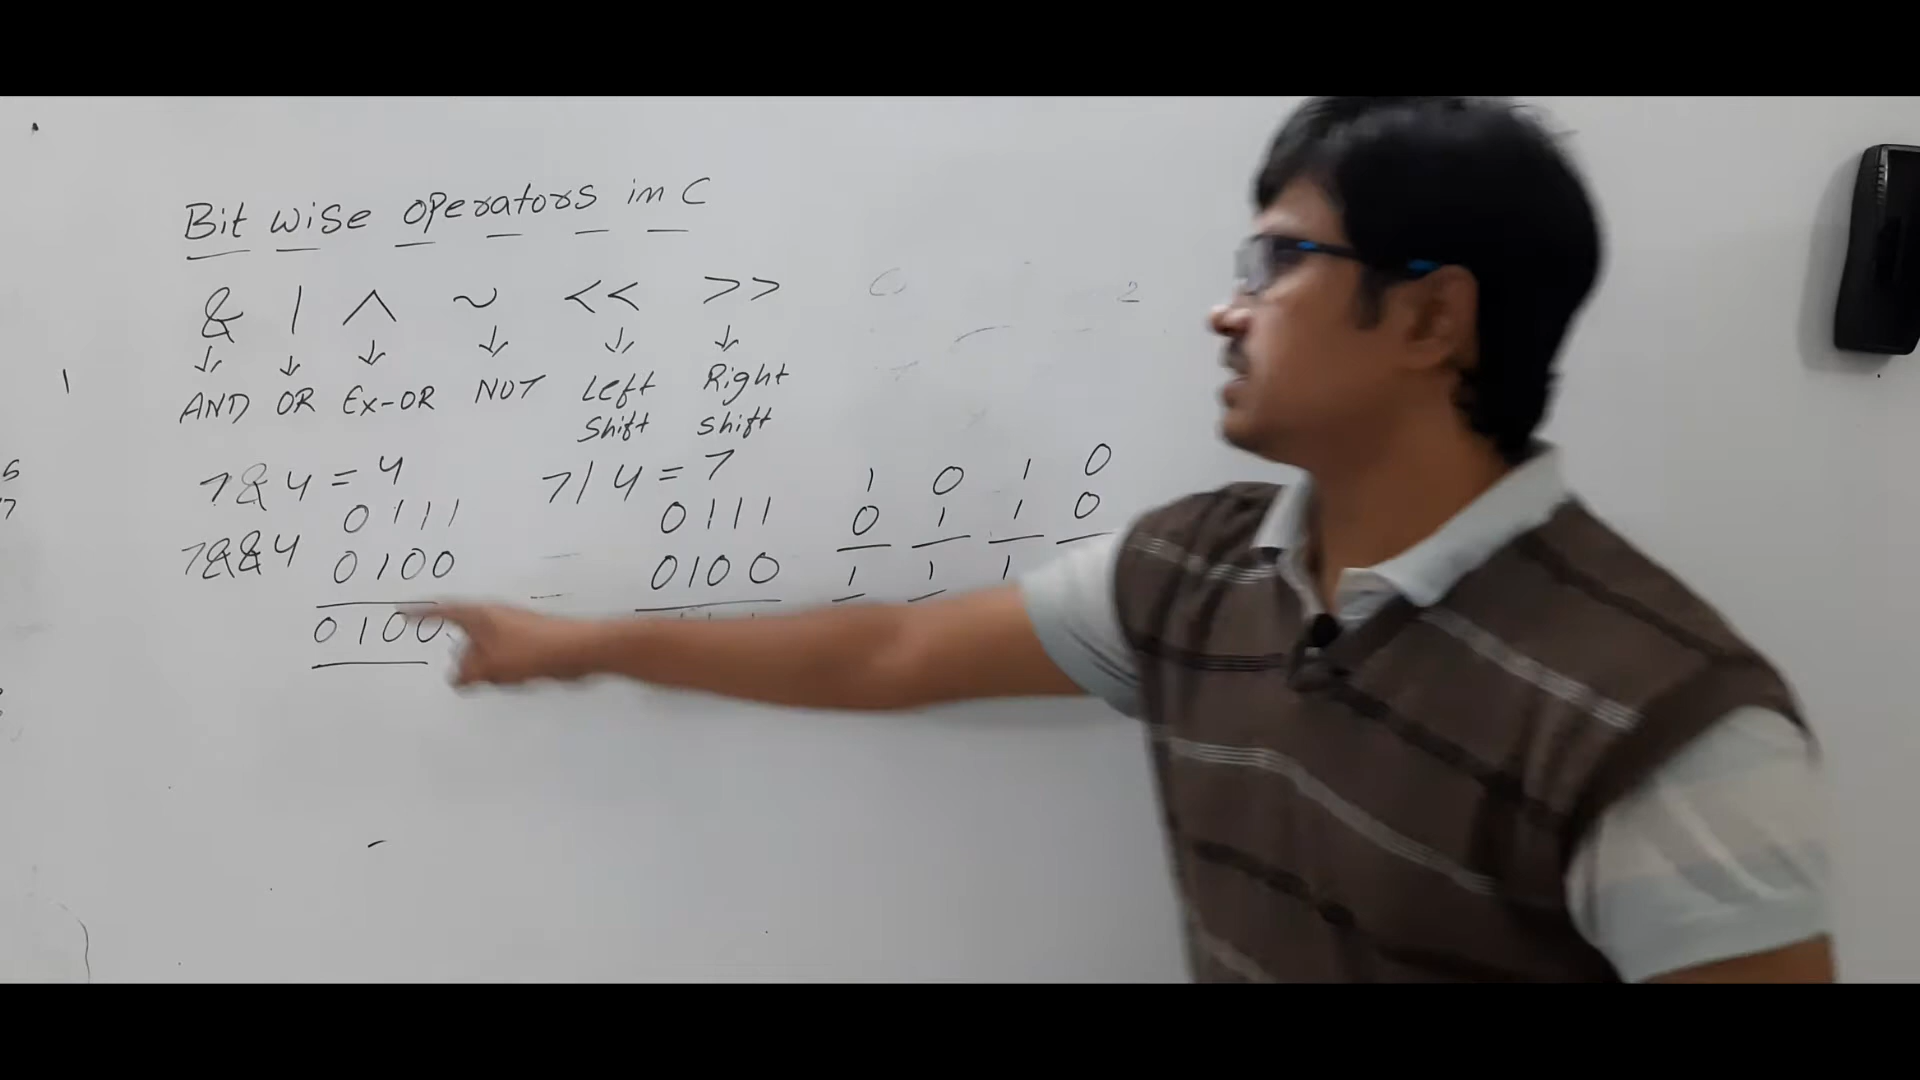 Bit wise operators in C
& | ^ ~ << >>
AND OR Ex-OR NOT Left Shift Right Shift
7 & 4 = 4
0111
7 && 4 0100
0100
7 | 4 = 7
0111
0100
1 0 1 0
0 1 1 0
1 1 1